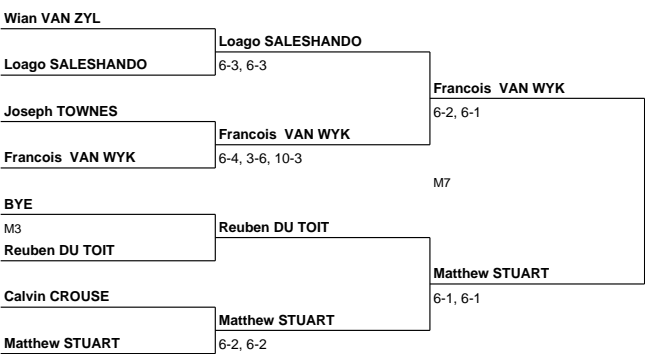 Wian VAN ZYL
Loago SALESHANDO
Loago SALESHANDO
6-3, 6-3
Francois VAN WYK
6-2, 6-1
Joseph TOWNES
Francois VAN WYK
Francois VAN WYK
6-4, 3-6, 10-3
M7
BYE
M3
Reuben DU TOIT
Reuben DU TOIT
Matthew STUART
6-1, 6-1
Calvin CROUSE
Matthew STUART
Matthew STUART
6-2, 6-2